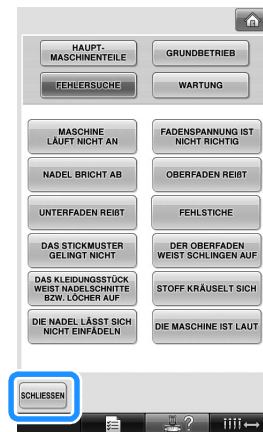 HAUPT-
MASCHINENTEILE
GRUNDBETRIEB
FEHLERSUCHE
WARTUNG
MASCHINE
LÄUFT NICHT AN
FADENSPANNUNG IST
NICHT RICHTIG
NADEL BRICHT AB
OBERFADEN REIßT
UNTERFADEN REIßT
FEHLSTICHE
DAS STICKMUSTER
GELINGT NICHT
DER OBERFADEN
WEIST SCHLINGEN AUF
DAS KLEIDUNGSSTÜCK
WEIST NADELSCHNITTE
BZW. LÖCHER AUF
STOFF KRÄUSELT SICH
DIE NADEL LÄSST SICH
NICHT EINFÄDELN
DIE MASCHINE IST LAUT
SCHLIESSEN
?